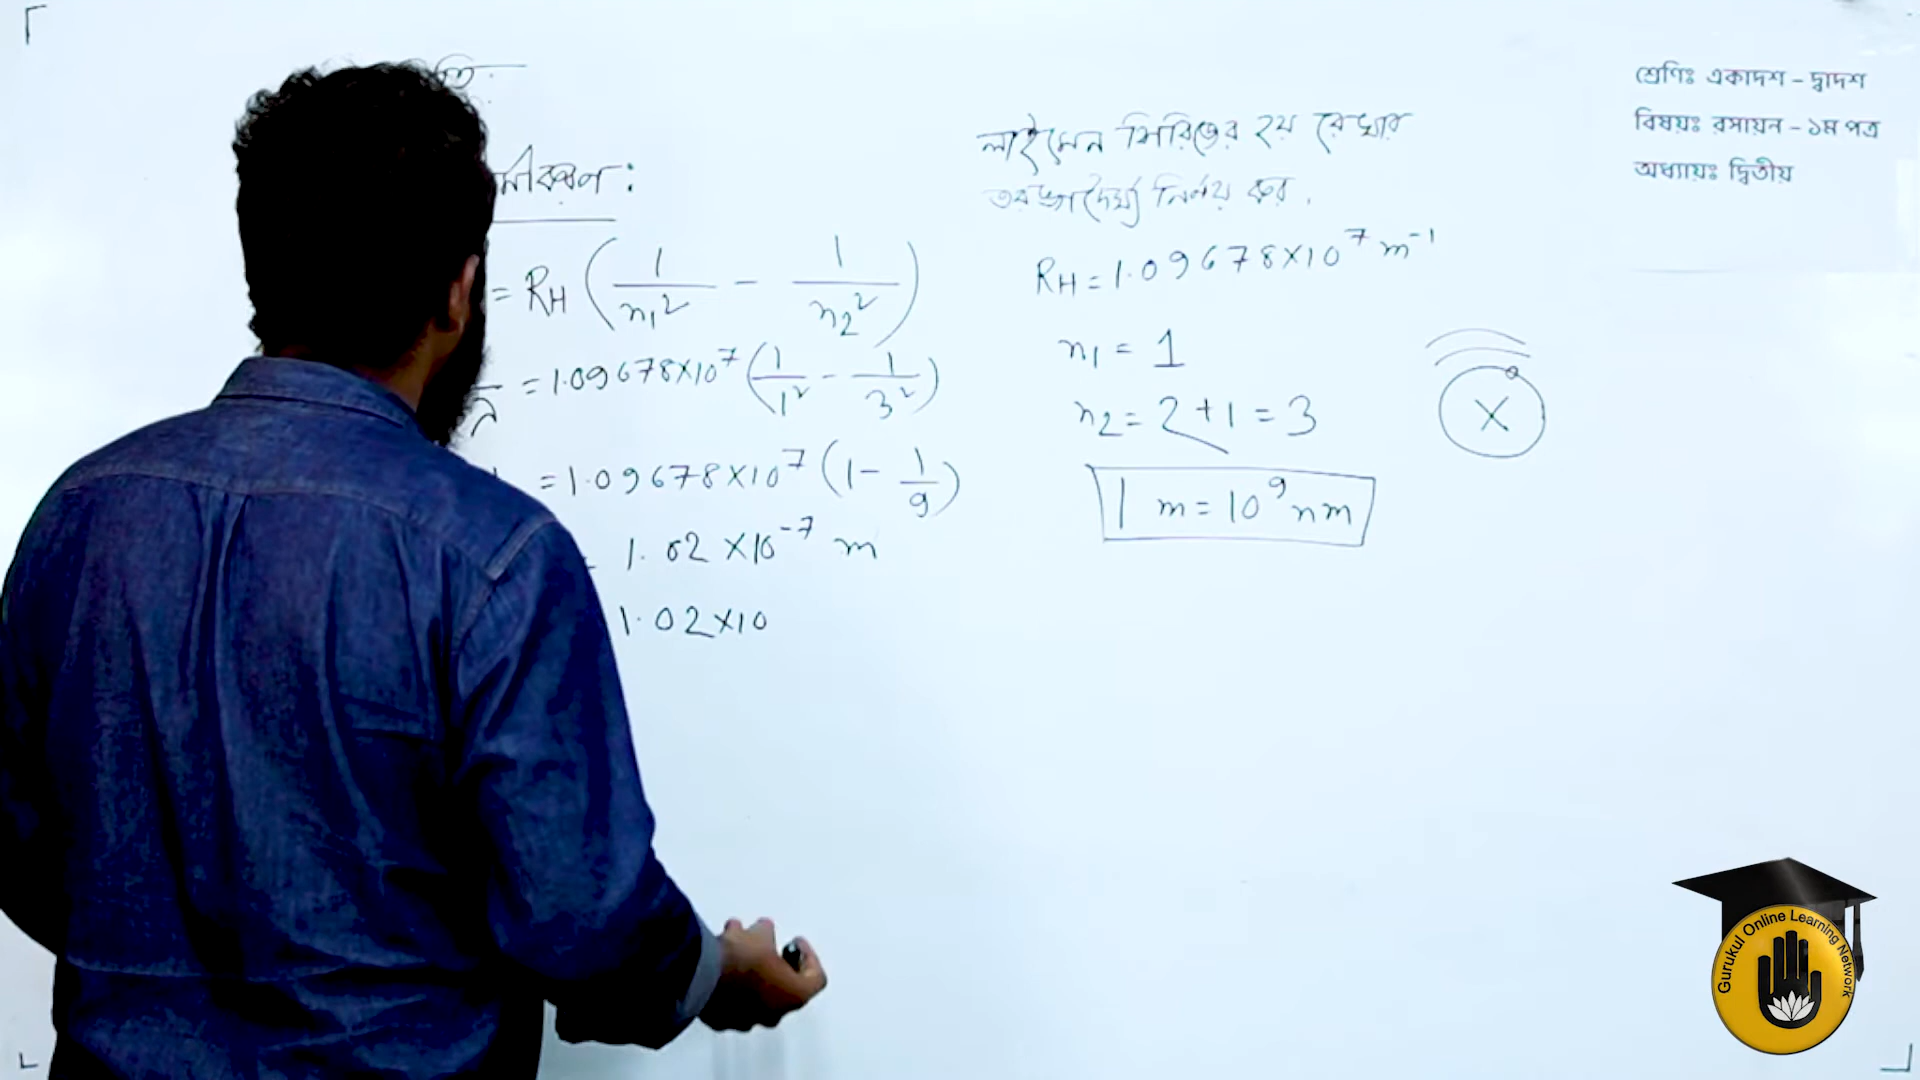 শ্রেণিঃ একাদশ – দ্বাদশ
বিষয়ঃ রসায়ন – ১ম পত্র
অধ্যায়ঃ দ্বিতীয়
= RH (1/n₁² − 1/n₂²)
= 1.09678×10⁷ (1/1² − 1/3²)
= 1.09678×10⁷ (1 − 1/9)
1.02 ×10⁻⁷ m
1.02×10
লাইমেন সিরিজের ২য় রেখার
তরঙ্গদৈর্ঘ্য নির্ণয় কর.
RH = 1.09678×10⁷ m⁻¹
n₁ = 1
n₂ = 2+1 = 3
1 m = 10⁹ nm
X
Gurukul Online Learning Network